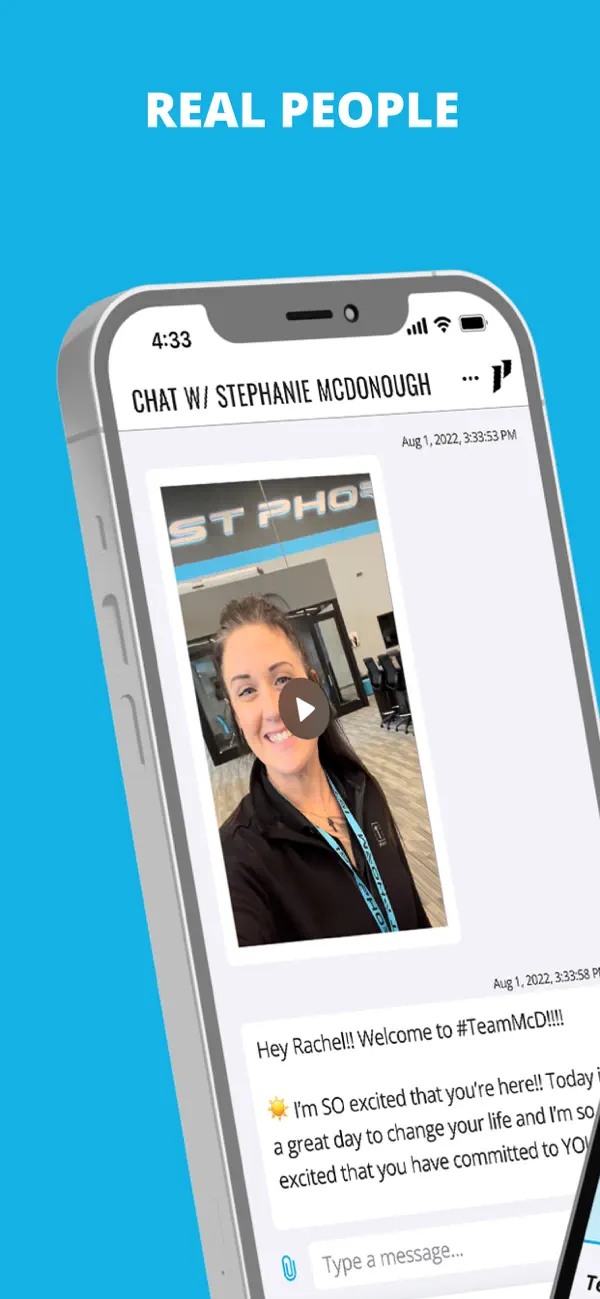 REAL PEOPLE
4:33
CHAT W/ STEPHANIE MCDONOUGH
Aug 1, 2022, 3:33:53 PM
ST PHO
Aug 1, 2022, 3:33:58 PM
Hey Rachel!! Welcome to #TeamMcD!!!!
☀️ I'm SO excited that you're here!! Today
a great day to change your life and I'm so
excited that you have committed to YO
Type a message...